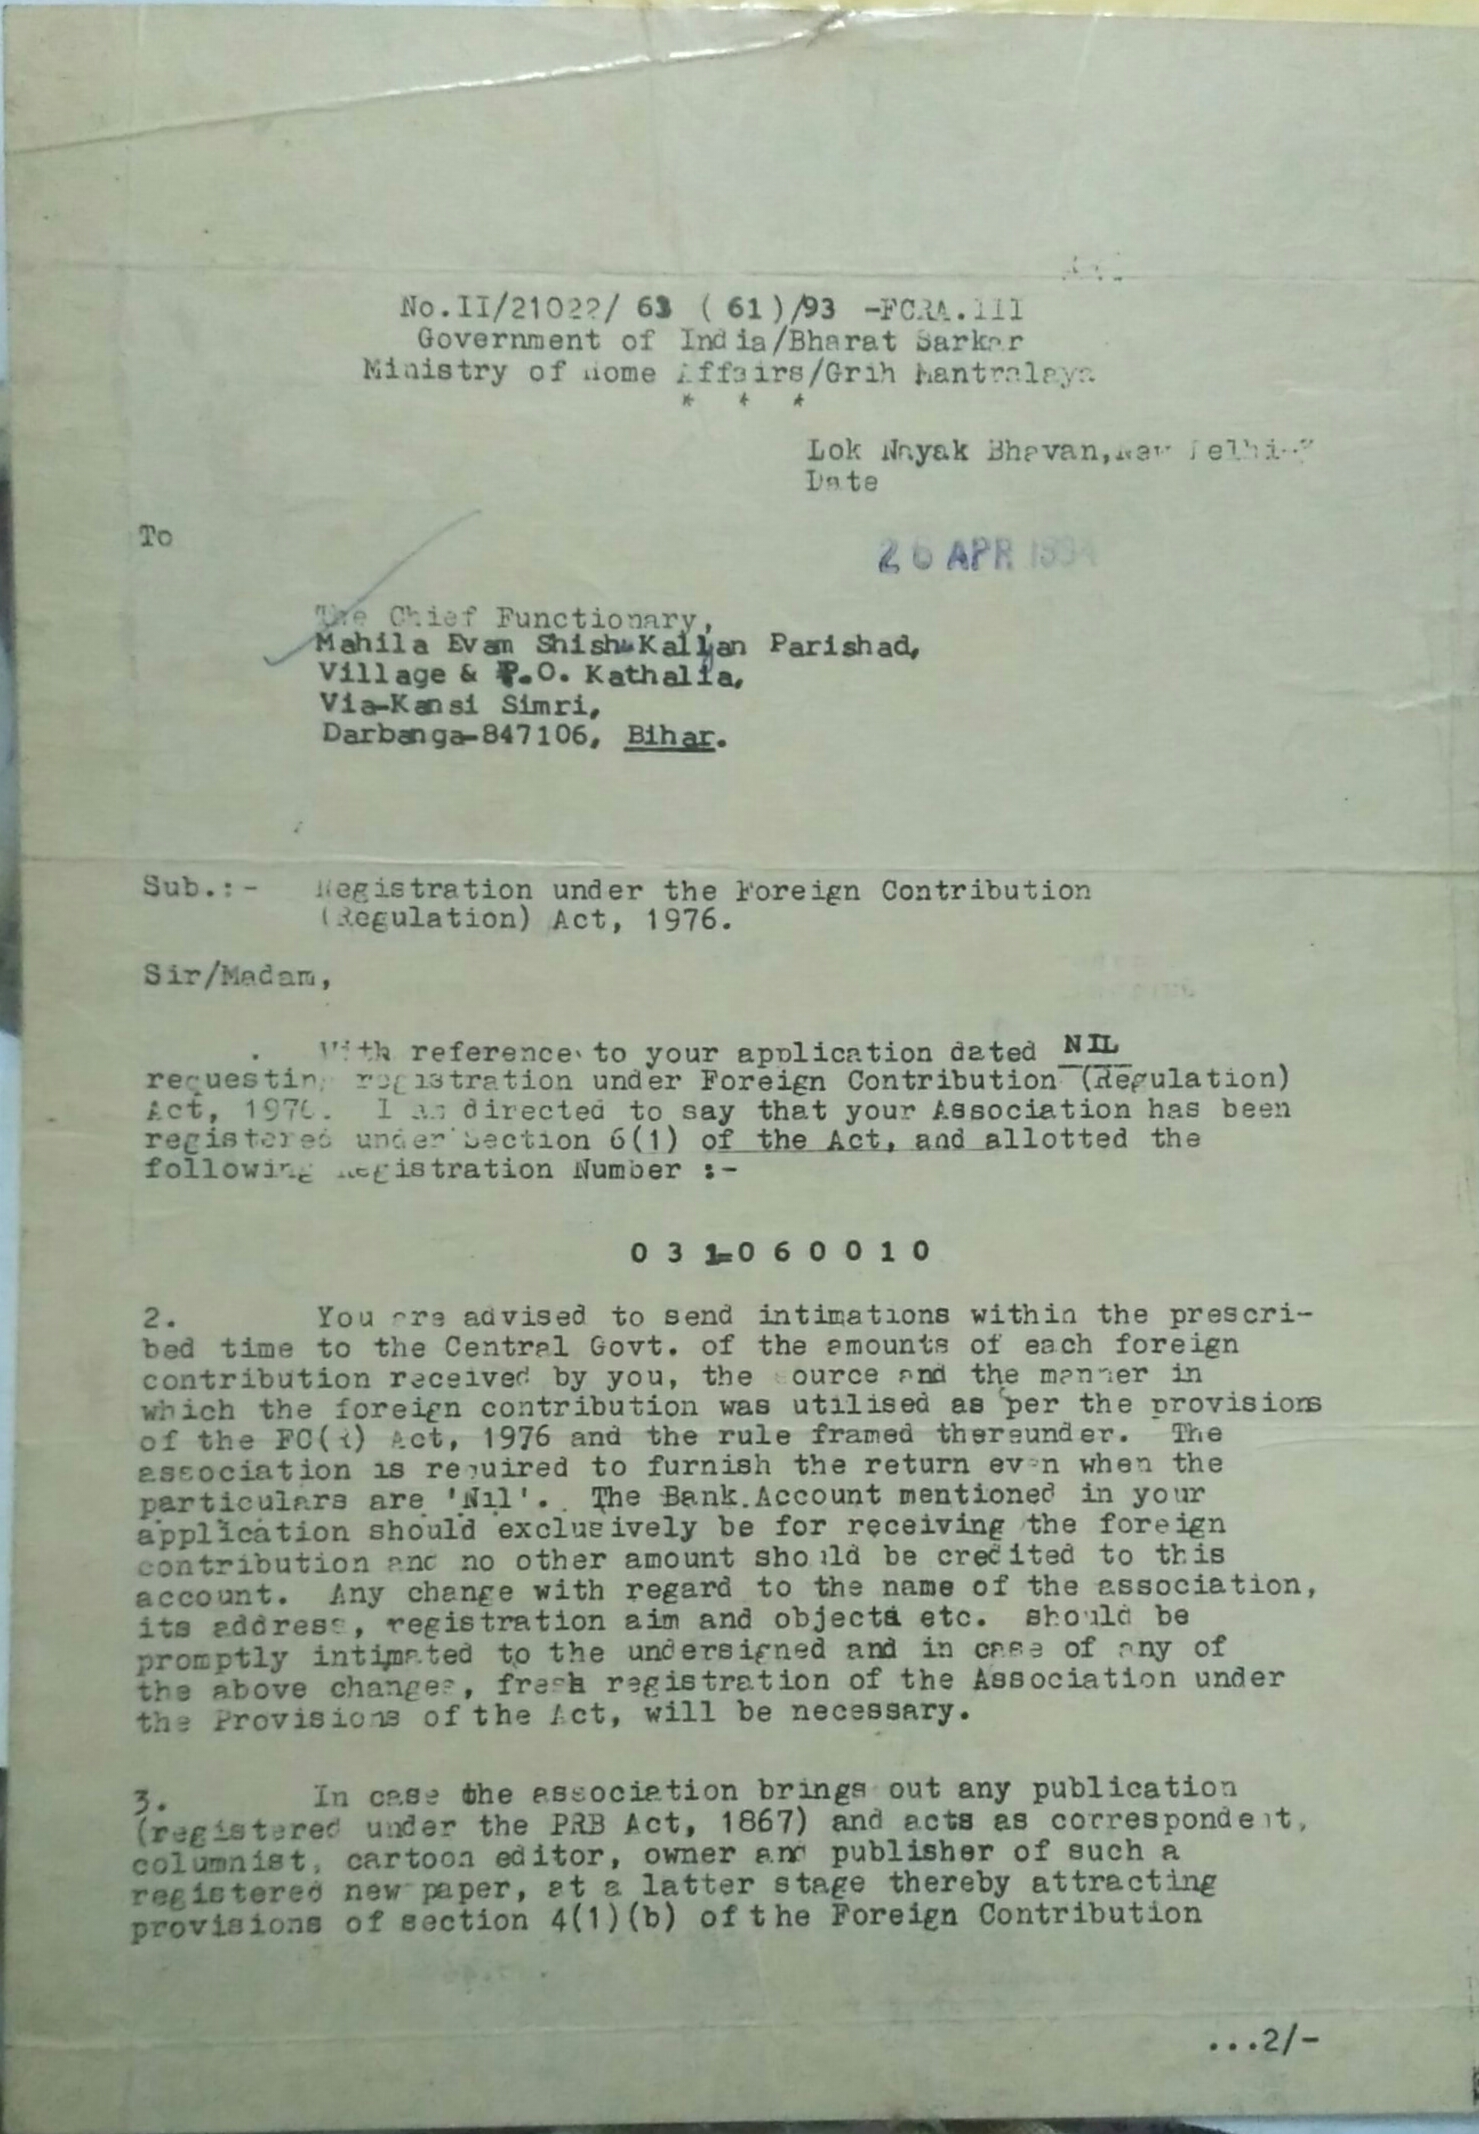 No.II/21022/ 63 ( 61)/93 -FCRA.III
Government of India/Bharat Sarkar
Ministry of Home Affairs/Grih Mantralaya
* * *
Lok Nayak Bhavan, New Delhi-
Date
To
26 APR 1994
The Chief Functionary,
Mahila Evam Shishu Kalyan Parishad,
Village & P.O. Kathalia,
Via-Kansi Simri,
Darbanga-847106, Bihar.
Sub.:- Registration under the Foreign Contribution
(Regulation) Act, 1976.
Sir/Madam,
With reference to your application dated NIL
requesting registration under Foreign Contribution (Regulation)
Act, 1976. I am directed to say that your Association has been
registered under Section 6(1) of the Act, and allotted the
following Registration Number :-
0 3 1 0 6 0 0 1 0
2. You are advised to send intimations within the prescri-
bed time to the Central Govt. of the amounts of each foreign
contribution received by you, the source and the manner in
which the foreign contribution was utilised as per the provisions
of the FC(R) Act, 1976 and the rule framed thereunder. The
association is required to furnish the return even when the
particulars are 'Nil'. The Bank Account mentioned in your
application should exclusively be for receiving the foreign
contribution and no other amount should be credited to this
account. Any change with regard to the name of the association,
its address, registration aim and objects etc. should be
promptly intimated to the undersigned and in case of any of
the above changes, fresh registration of the Association under
the Provisions of the Act, will be necessary.
3. In case the association brings out any publication
(registered under the PRB Act, 1867) and acts as correspondent,
columnist, cartoon editor, owner and publisher of such a
registered newspaper, at a latter stage thereby attracting
provisions of section 4(1)(b) of the Foreign Contribution
...2/-